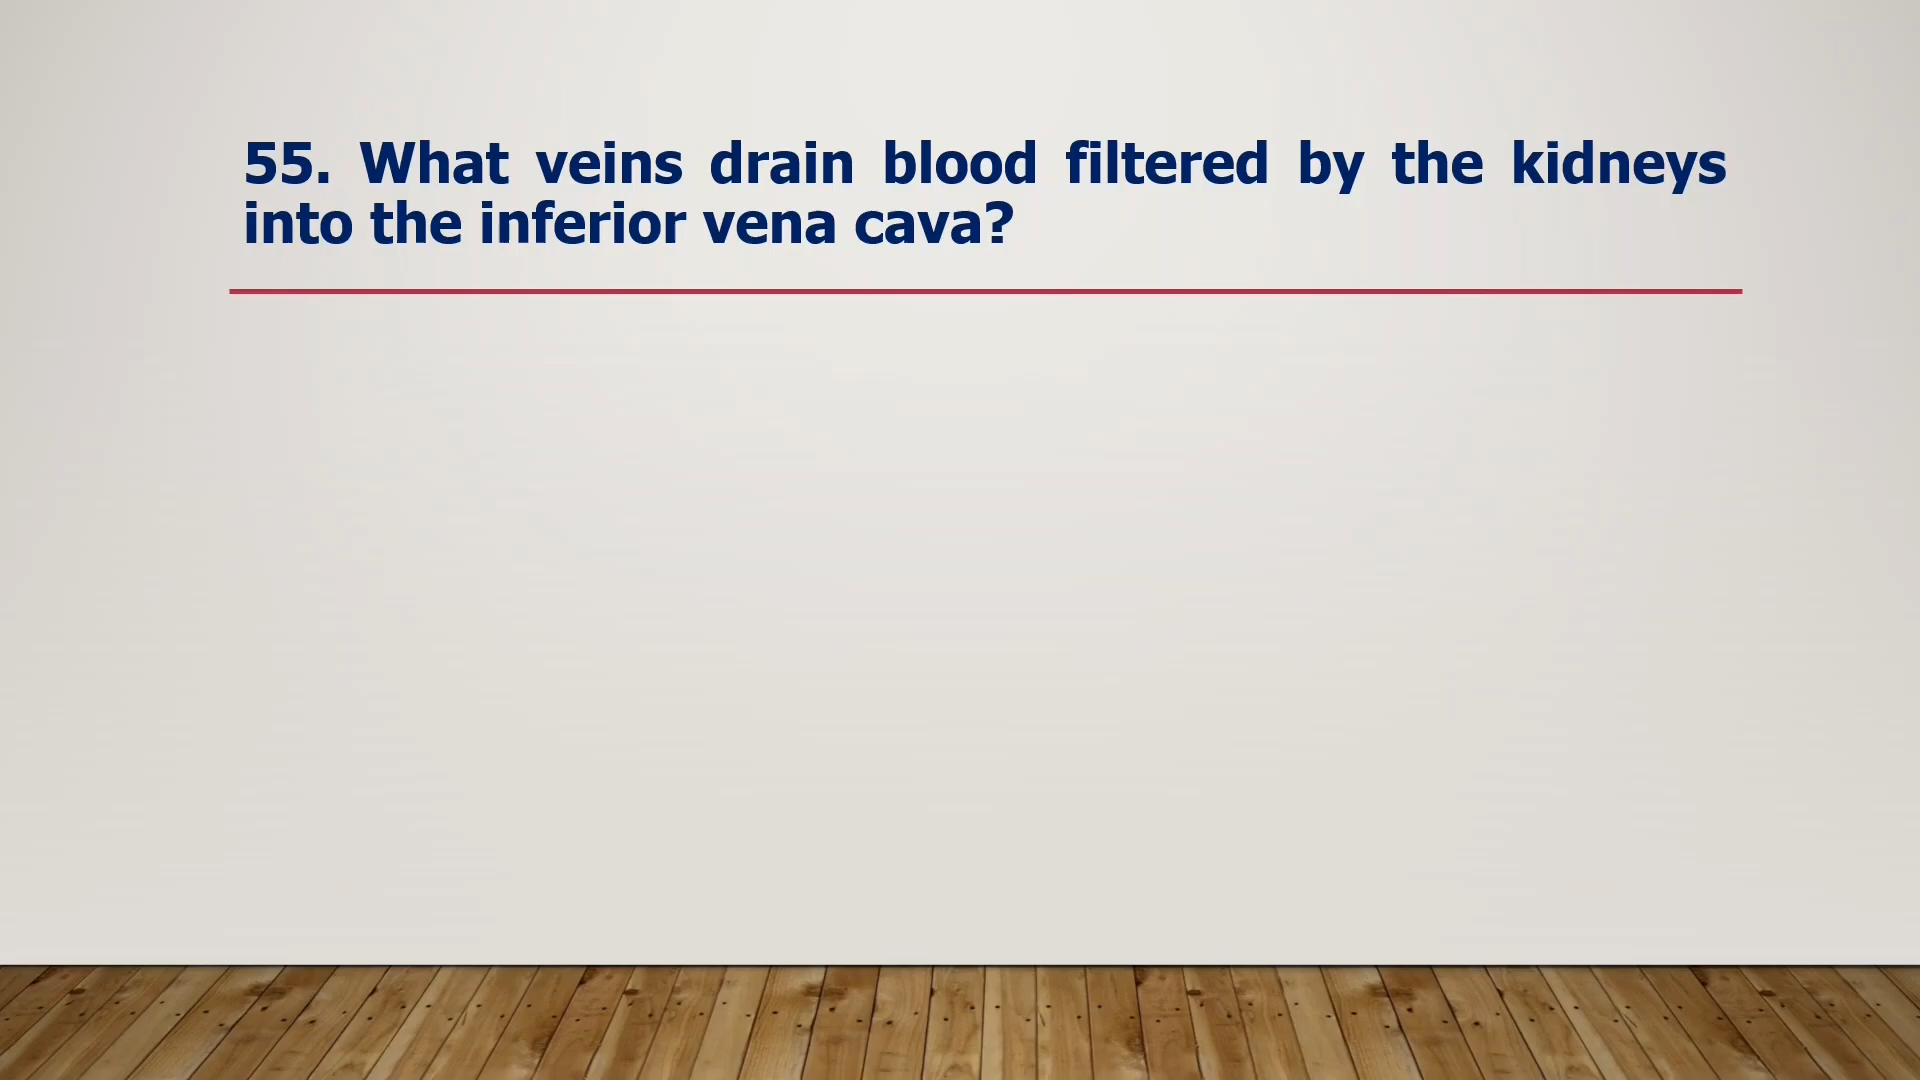 55. What veins drain blood filtered by the kidneys
into the inferior vena cava?